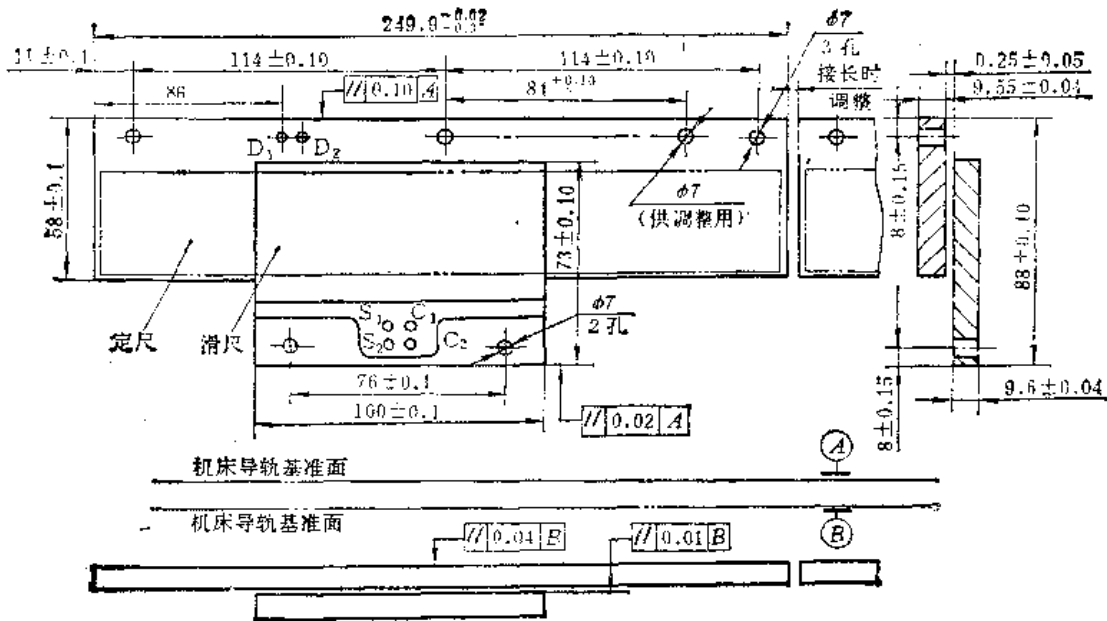 11±0.1
114±0.10
114±0.10
φ7
3孔
接长时
调整
0.25±0.05
9.55±0.04
86
// 0.10 A
D₁
D₂
φ7
(供调整用)
58±0.1
73±0.10
8±0.15
88±0.10
定尺
滑尺
S₁
C₁
S₂
C₂
φ7
2孔
76±0.1
100±0.1
// 0.02 A
8±0.15
9.6±0.04
机床导轨基准面
A
机床导轨基准面
B
// 0.04 B
// 0.01 B